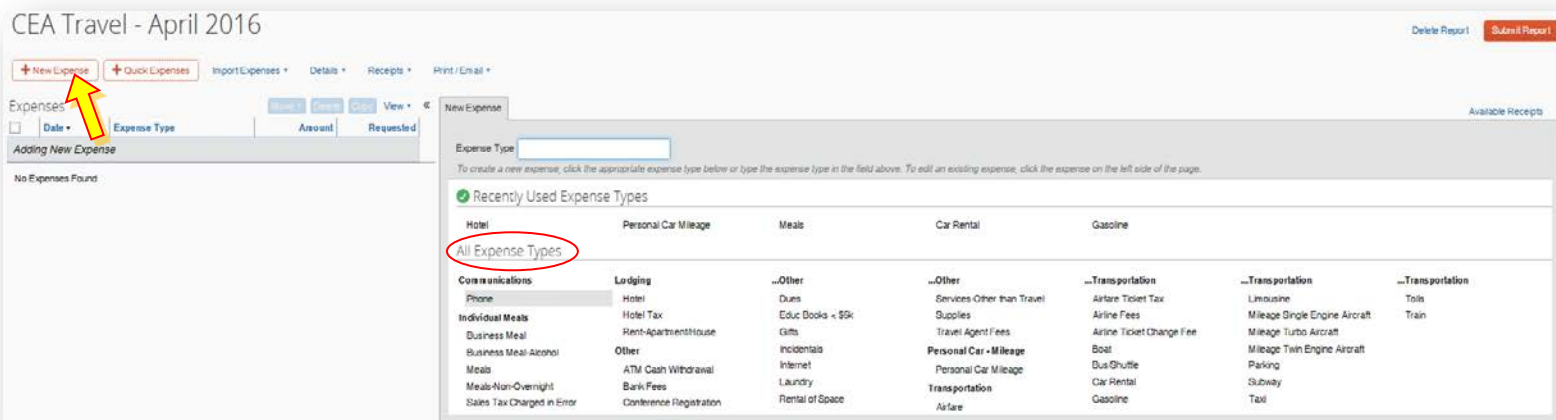 CEA Travel - April 2016
Delete Report Submit Report
+ New Expense + Quick Expenses Import Expenses Details Receipts Print / Email
Expenses Move Delete Copy View «
Date Expense Type Amount Requested
Adding New Expense
No Expenses Found
New Expense
Available Receipts
Expense Type
To create a new expense, click the appropriate expense type below or type the expense type in the field above. To edit an existing expense, click the expense on the left side of the page.
Recently Used Expense Types
Hotel Personal Car Mileage Meals Car Rental Gasoline
All Expense Types
Communications
Phone
Individual Meals
Business Meal
Business Meal-Alcohol
Meals
Meals-Non-Overnight
Sales Tax Charged in Error
Lodging
Hotel
Hotel Tax
Rent-Apartment/House
Other
ATM Cash Withdrawal
Bank Fees
Conference Registration
...Other
Dues
Educ Books < $5k
Gifts
Incidentals
Internet
Laundry
Rental of Space
...Other
Services Other than Travel
Supplies
Travel Agent Fees
Personal Car - Mileage
Personal Car Mileage
Transportation
Airfare
...Transportation
Airfare Ticket Tax
Airline Fees
Airline Ticket Change Fee
Boat
Bus/Shuttle
Car Rental
Gasoline
...Transportation
Limousine
Mileage Single Engine Aircraft
Mileage Turbo Aircraft
Mileage Twin Engine Aircraft
Parking
Subway
Taxi
...Transportation
Tolls
Train